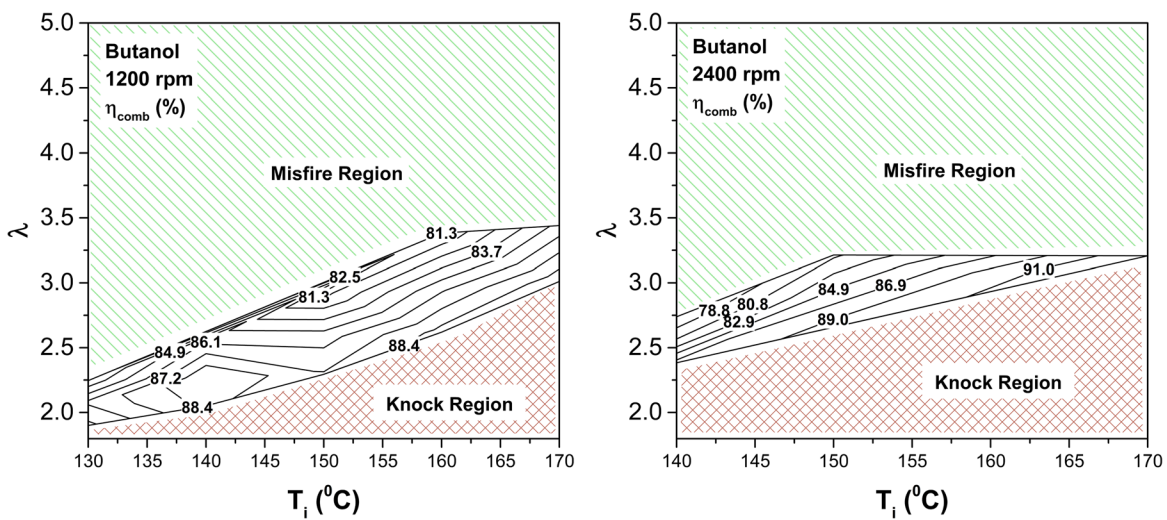 Butanol
1200 rpm
η_comb (%)
Misfire Region
Knock Region
81.3
83.7
82.5
81.3
86.1
84.9
87.2
88.4
88.4
5.0
4.5
4.0
3.5
3.0
2.5
2.0
λ
130 135 140 145 150 155 160 165 170
T_i (⁰C)
Butanol
2400 rpm
η_comb (%)
Misfire Region
Knock Region
91.0
84.9
86.9
80.8
78.8
82.9
89.0
5.0
4.5
4.0
3.5
3.0
2.5
2.0
λ
140 145 150 155 160 165 170
T_i (⁰C)